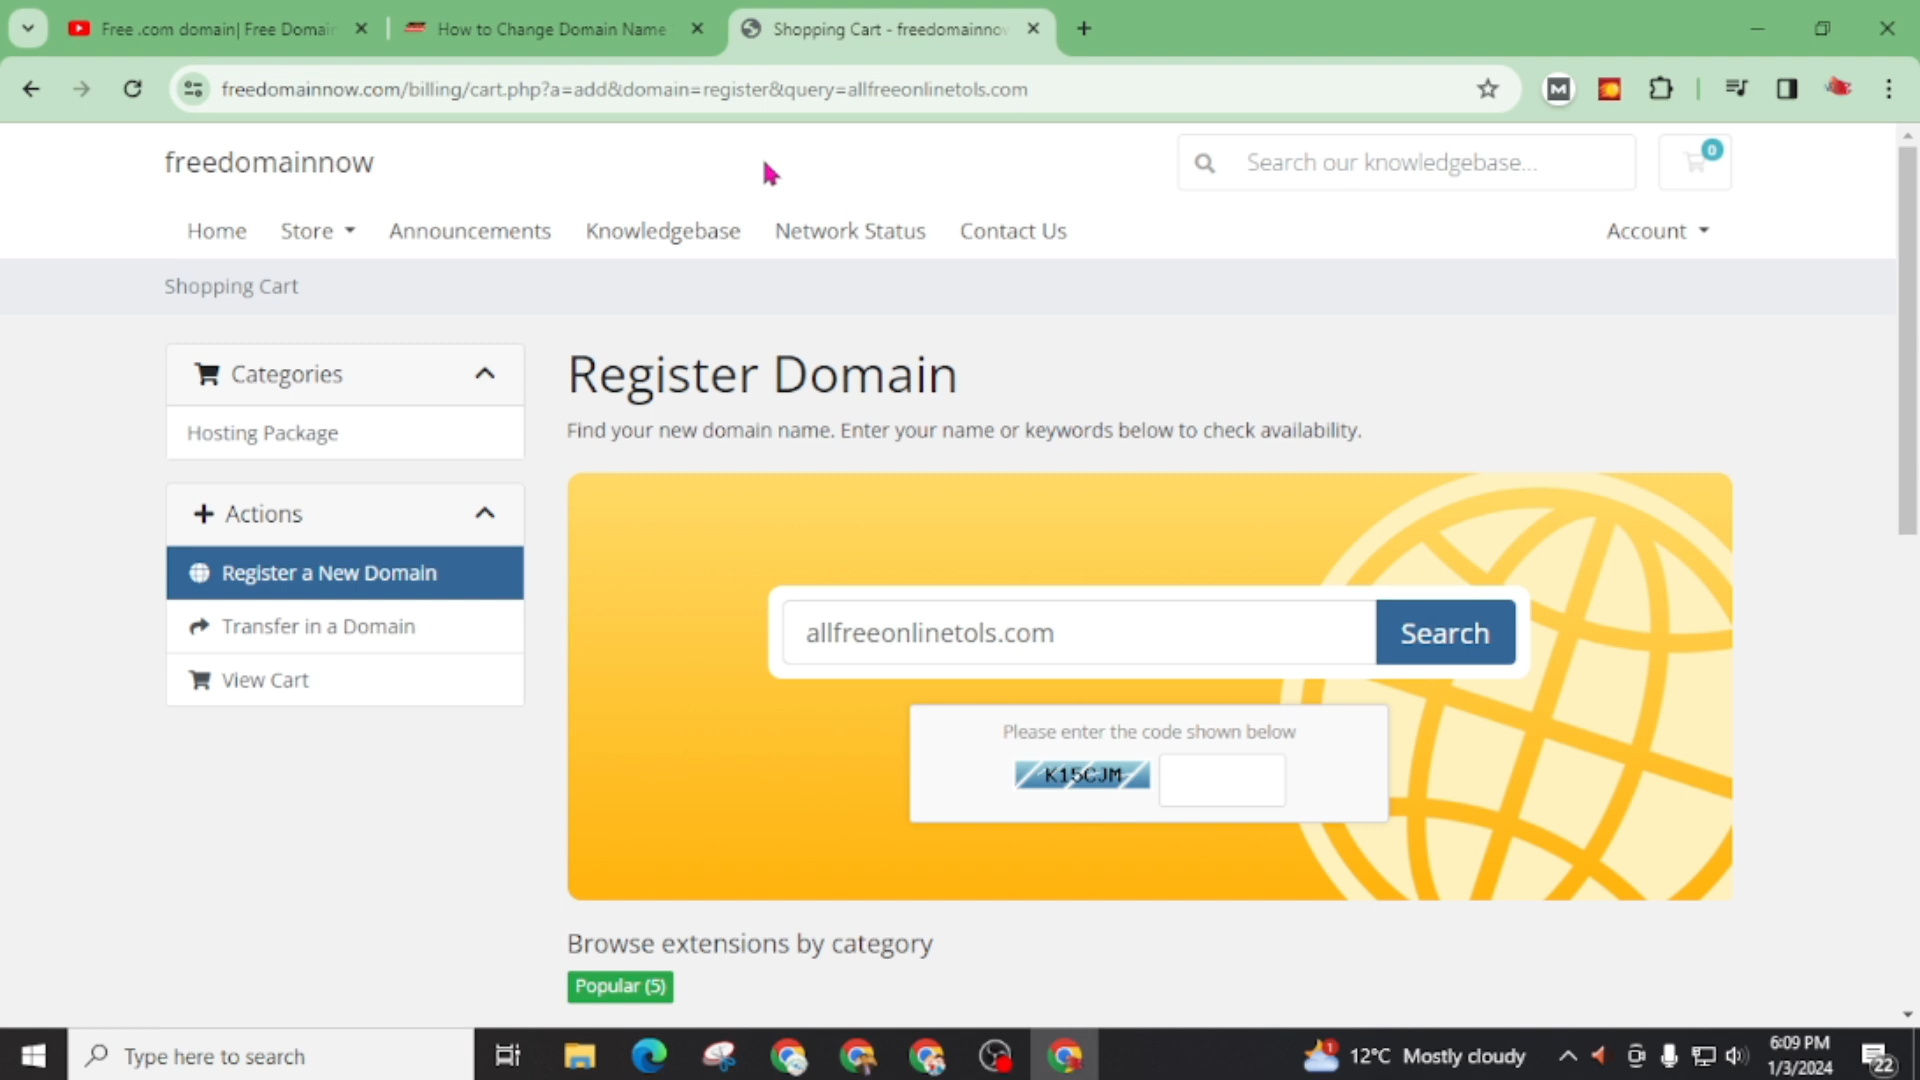 Free .com domain| Free Domain
How to Change Domain Name
Shopping Cart - freedomainnow
freedomainnow.com/billing/cart.php?a=add&domain=register&query=allfreeonlinetols.com
freedomainnow
Search our knowledgebase...
0
Home
Store
Announcements
Knowledgebase
Network Status
Contact Us
Account
Shopping Cart
Categories
Hosting Package
Actions
Register a New Domain
Transfer in a Domain
View Cart
Register Domain
Find your new domain name. Enter your name or keywords below to check availability.
allfreeonlinetols.com
Search
Please enter the code shown below
K15CJM
Browse extensions by category
Popular (5)
Type here to search
1
12°C Mostly cloudy
6:09 PM
1/3/2024
22